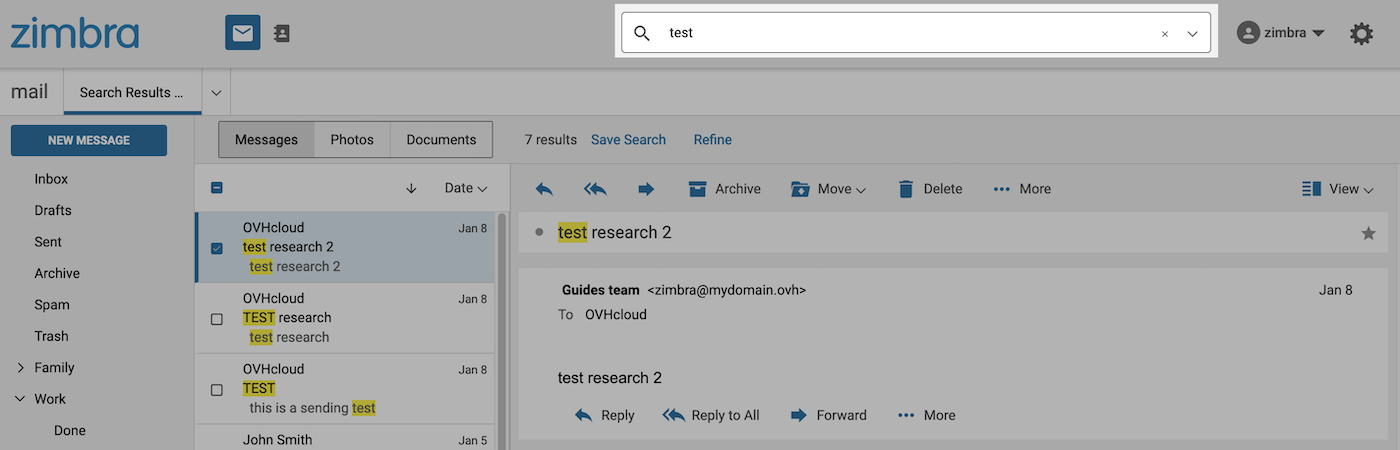 zimbra
test
zimbra
mail
Search Results ...
NEW MESSAGE
Inbox
Drafts
Sent
Archive
Spam
Trash
Family
Work
Done
Messages Photos Documents 7 results Save Search Refine
Date
OVHcloud Jan 8
test research 2
test research 2
OVHcloud Jan 8
TEST research
test research
OVHcloud Jan 8
TEST
this is a sending test
John Smith Jan 5
Archive Move Delete More View
test research 2
Guides team <zimbra@mydomain.ovh> Jan 8
To OVHcloud
test research 2
Reply Reply to All Forward More